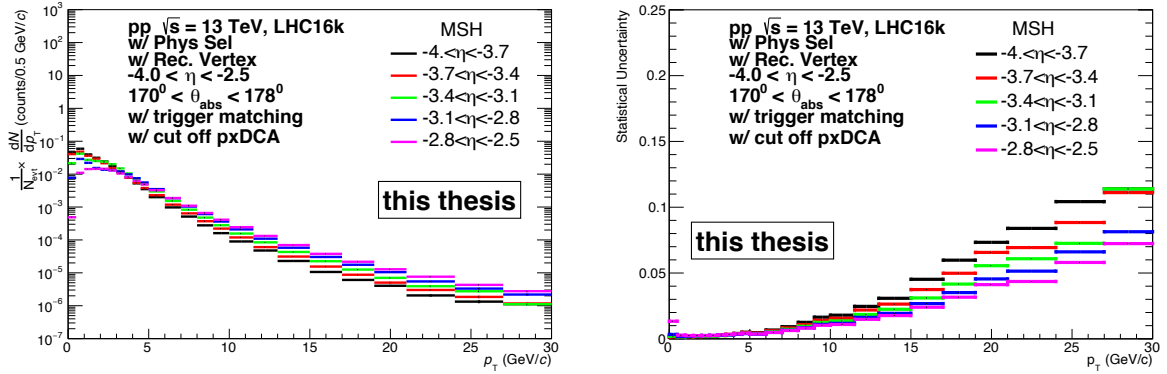 pp √s = 13 TeV, LHC16k
w/ Phys Sel
w/ Rec. Vertex
-4.0 < η < -2.5
170⁰ < θabs < 178⁰
w/ trigger matching
w/ cut off pxDCA
MSH
-4.<η<-3.7
-3.7<η<-3.4
-3.4<η<-3.1
-3.1<η<-2.8
-2.8<η<-2.5
this thesis
1/Nevt × dN/dpT (counts/0.5 GeV/c)
10³
10²
10
1
10⁻¹
10⁻²
10⁻³
10⁻⁴
10⁻⁵
10⁻⁶
10⁻⁷
0 5 10 15 20 25 30
pT (GeV/c)
pp √s = 13 TeV, LHC16k
w/ Phys Sel
w/ Rec. Vertex
-4.0 < η < -2.5
170⁰ < θabs < 178⁰
w/ trigger matching
w/ cut off pxDCA
MSH
-4.<η<-3.7
-3.7<η<-3.4
-3.4<η<-3.1
-3.1<η<-2.8
-2.8<η<-2.5
this thesis
Statistical Uncertainty
0.25
0.2
0.15
0.1
0.05
0
0 5 10 15 20 25 30
pT (GeV/c)